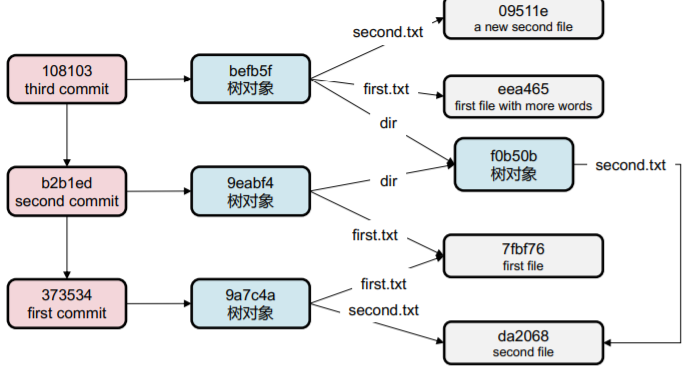 09511e
a new second file
second.txt
108103
third commit
befb5f
树对象
first.txt
eea465
first file with more words
dir
f0b50b
树对象
second.txt
b2b1ed
second commit
9eabf4
树对象
dir
first.txt
7fbf76
first file
373534
first commit
9a7c4a
树对象
first.txt
second.txt
da2068
second file